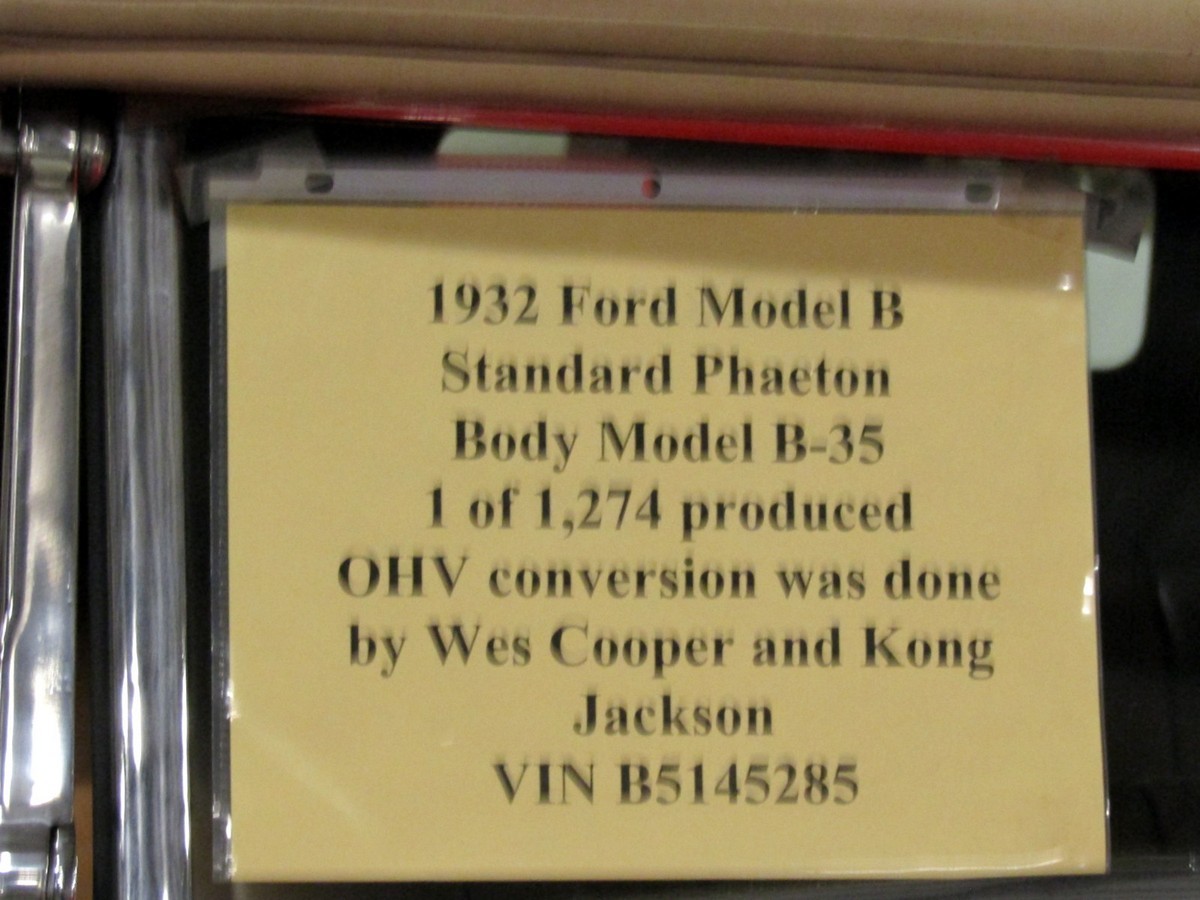 1932 Ford Model B
Standard Phaeton
Body Model B-35
1 of 1,274 produced
OHV conversion was done
by Wes Cooper and Kong
Jackson
VIN B5145285